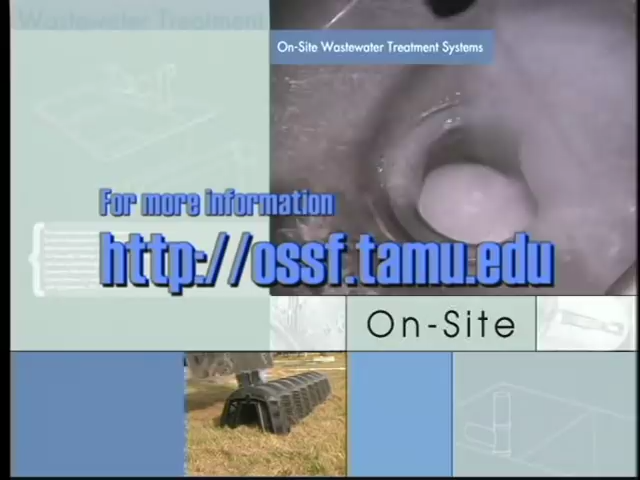 Wastewater Treatment
On-Site Wastewater Treatment Systems
For more information
http://ossf.tamu.edu
On-Site